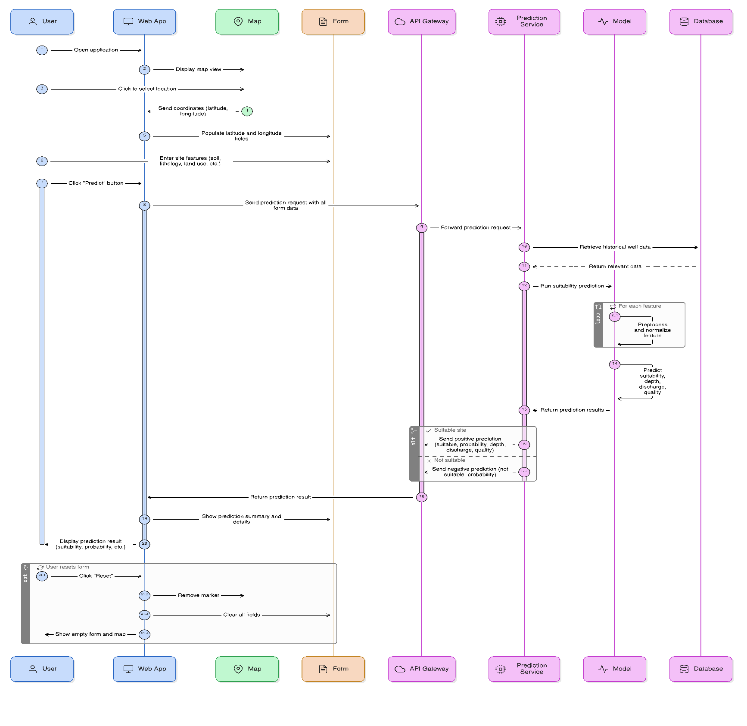 User
Web App
Map
Form
API Gateway
Prediction
Service
Model
Database
Open application
Display map view
Click to select location
Send coordinates (latitude,
longitude)
Populate latitude and longitude
fields
Enter site features (soil,
lithology, land use, etc.)
Click "Predict" button
Send prediction request with all
form data
Forward prediction request
Retrieve historical well data
Return relevant data
Run suitability prediction
For each feature
Preprocess
and normalize
features
Predict
suitability,
depth,
discharge,
quality
Return prediction results
alt
Suitable site
Send positive prediction
(suitable, probability, depth,
discharge, quality)
Not suitable
Send negative prediction (not
suitable, probability)
Return prediction result
Show prediction summary and
details
Display prediction result
(suitability, probability, etc.)
opt
User resets form
Click "Reset"
Remove marker
Clear all fields
Show empty form and map
User
Web App
Map
Form
API Gateway
Prediction
Service
Model
Database